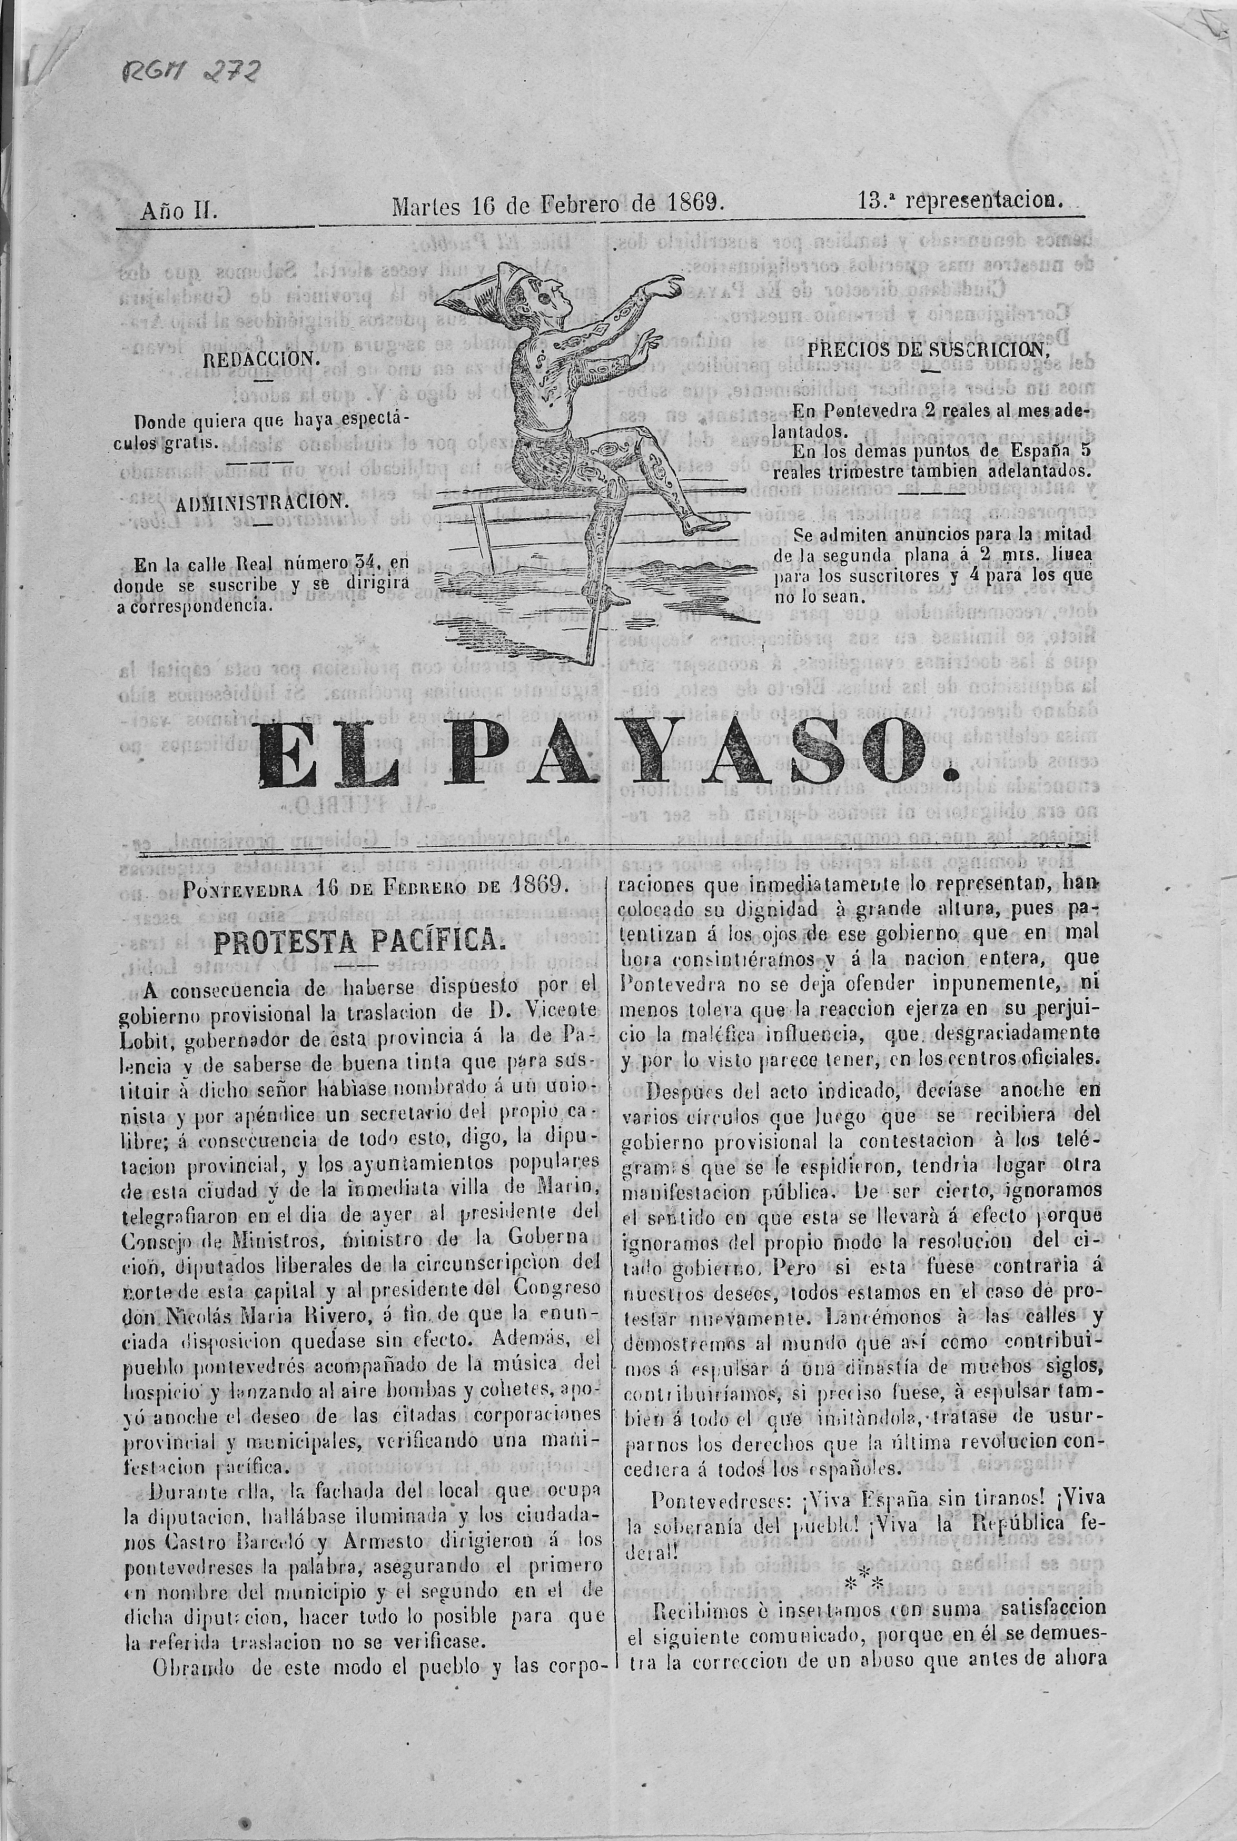 RGM 272
Año II.
Martes 16 de Febrero de 1869.
13.ª representacion.
REDACCION.
Donde quiera que haya espectá-
culos gratis.
ADMINISTRACION.
En la calle Real número 34, en
donde se suscribe y se dirigirá
a correspondencia.
PRECIOS DE SUSCRICION,
En Pontevedra 2 reales al mes ade-
lantados.
En los demas puntos de España 5
reales trimestre tambien adelantados.
Se admiten anuncios para la mitad
de la segunda plana á 2 mrs. linea
para los suscritores y 4 para los que
no lo sean.
EL PAYASO.
PONTEVEDRA 16 DE FEBRERO DE 1869.
PROTESTA PACÍFICA.
A consecuencia de haberse dispuesto por el
gobierno provisional la traslacion de D. Vicente
Lobit, gobernador de esta provincia á la de Pa-
lencia y de saberse de buena tinta que para sus-
tituir à dicho señor habiase nombrado á un unio-
nista y por apéndice un secretario del propio ca-
libre; á consecuencia de todo esto, digo, la dipu-
tacion provincial, y los ayuntamientos populares
de esta ciudad y de la inmediata villa de Marin,
telegrafiaron en el dia de ayer al presidente del
Consejo de Ministros, ministro de la Goberna
cion, diputados liberales de la circunscripcìon del
norte de esta capital y al presidente del Congreso
don Nicolás Maria Rivero, á fin de que la enun-
ciada disposicion quedase sin efecto. Además, el
pueblo pontevedrés acompañado de la música del
hospicio y lanzando al aire bombas y cohetes, apo-
yó anoche el deseo de las citadas corporaciones
provincial y municipales, verificando una mani-
festacion pacífica.
Durante ella, la fachada del local que ocupa
la diputacion, hallábase iluminada y los ciudada-
nos Castro Barceló y Armesto dirigieron á los
pontevedreses la palabra, asegurando el primero
en nombre del municipio y el segundo en el de
dicha diputacion, hacer todo lo posible para que
la referida traslacion no se verificase.
Obrando de este modo el pueblo y las corpo-
raciones que inmediatamente lo representan, han
colocado su dignidad à grande altura, pues pa-
tentizan á los ojos de ese gobierno que en mal
hora consintiéramos y á la nacion entera, que
Pontevedra no se deja ofender inpunemente, ni
menos tolera que la reaccion ejerza en su perjui-
cio la maléfica influencia, que desgraciadamente
y por lo visto parece tener, en los centros oficiales.
Despues del acto indicado, decíase anoche en
varios círculos que luego que se recibiera del
gobierno provisional la contestacion à los telé-
gramas que se le espidieron, tendria lugar otra
manifestacion pública. De ser cierto, ignoramos
el sentido en que esta se llevarà á efecto porque
ignoramos del propio modo la resolucion del ci-
tado gobierno. Pero si esta fuese contraria á
nuestros deseos, todos estamos en el caso de pro-
testar nuevamente. Lancémonos à las calles y
demostremos al mundo que así como contribui-
mos á espulsar á una dinastía de muchos siglos,
contribuiríamos, si preciso fuese, à espulsar tam-
bien á todo el que imitàndola, tratase de usur-
parnos los derechos que la última revolucion con-
cediera á todos los españoles.
Pontevedreses: ¡Viva España sin tiranos! ¡Viva
la soberanía del pueblo! ¡Viva la República fe-
deral!
***
Recibimos è insertamos con suma satisfaccion
el siguiente comunicado, porque en él se demues-
tra la correccion de un abuso que antes de ahora